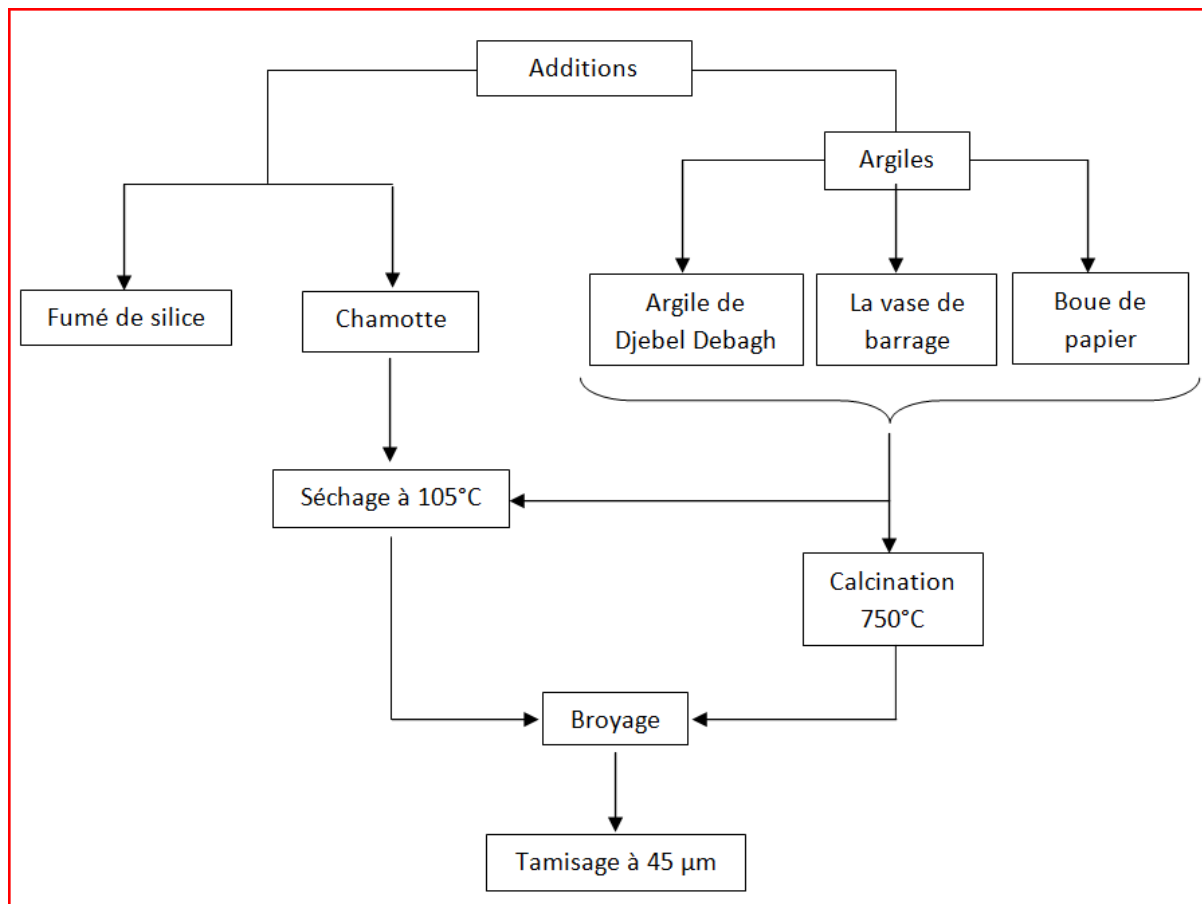 Additions
Argiles
Fumé de silice
Chamotte
Argile de
Djebel Debagh
La vase de
barrage
Boue de
papier
Séchage à 105°C
Calcination
750°C
Broyage
Tamisage à 45 µm